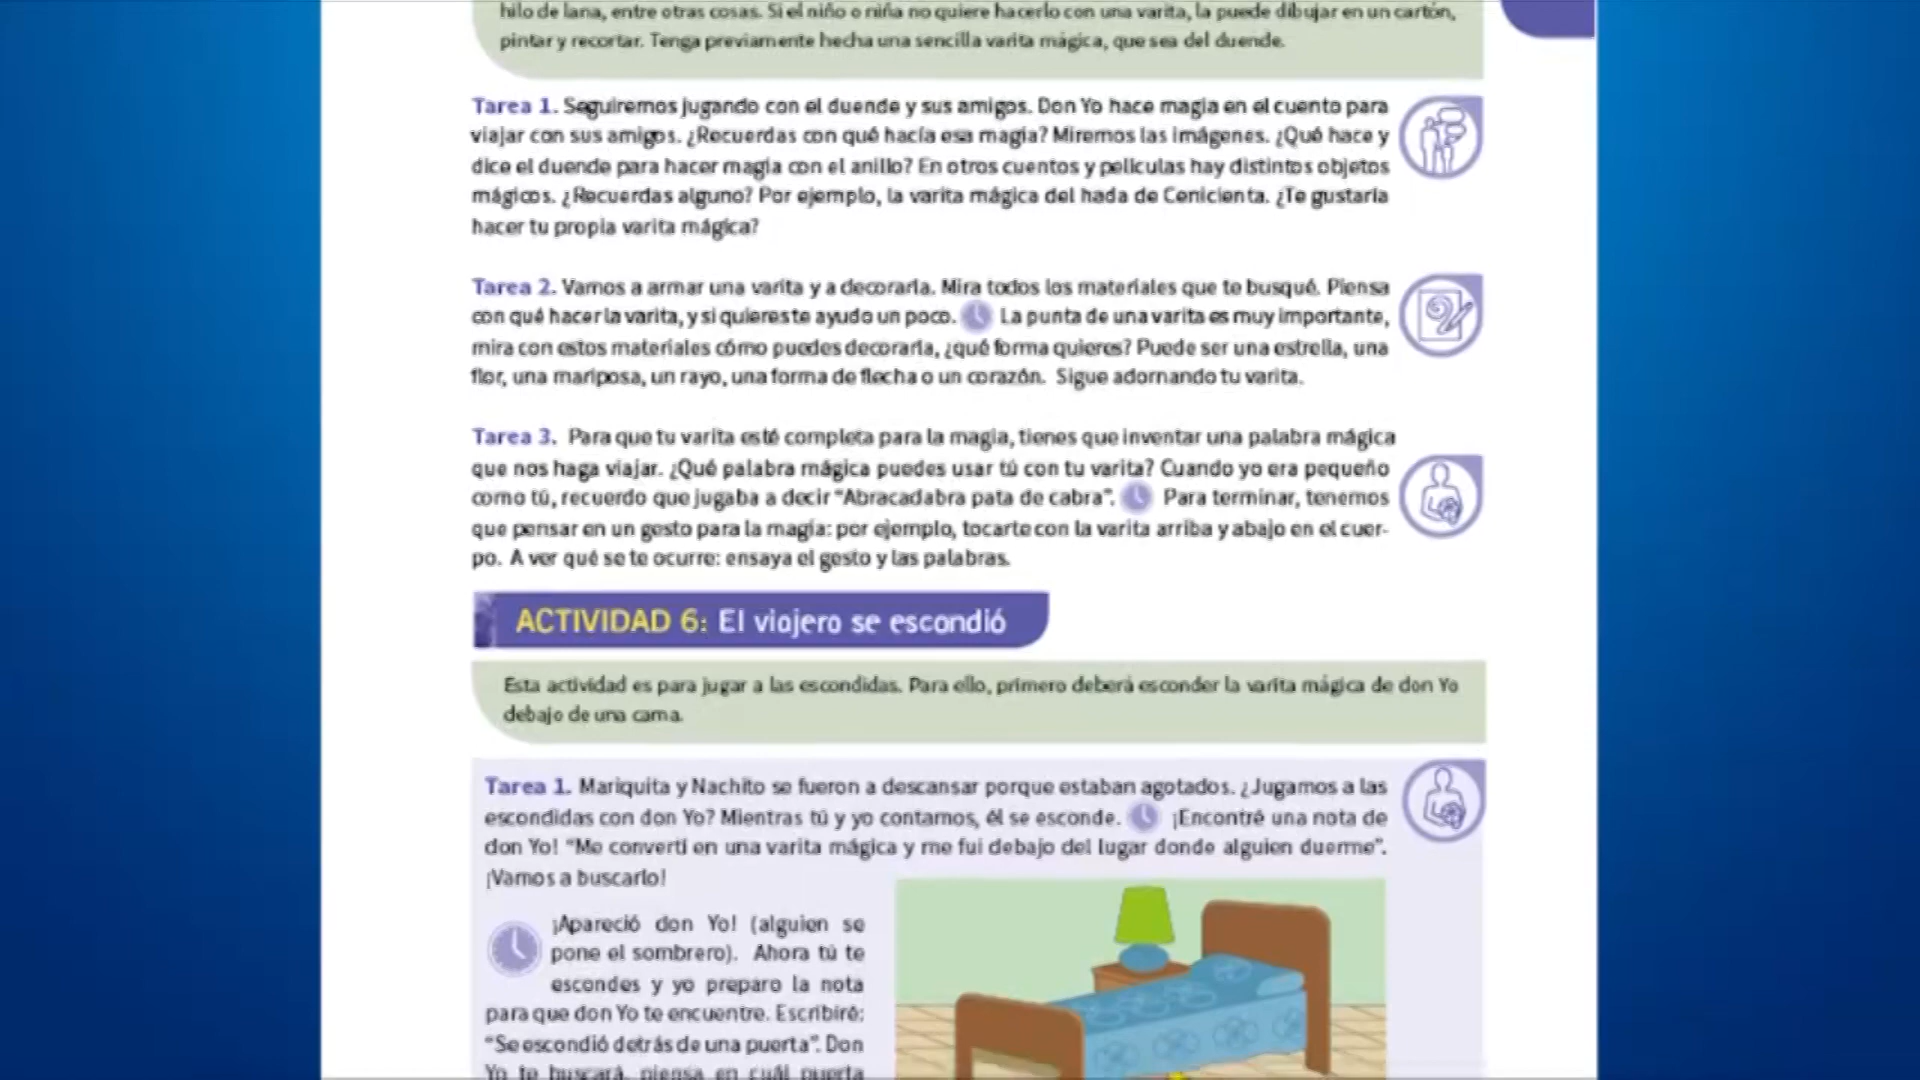 hilo de lana, entre otras cosas. Si el niño o niña no quiere hacerlo con una varita, la puede dibujar en un cartón,
pintar y recortar. Tenga previamente hecha una sencilla varita mágica, que sea del duende.
Tarea 1. Seguiremos jugando con el duende y sus amigos. Don Yo hace magia en el cuento para
viajar con sus amigos. ¿Recuerdas con qué hacía esa magia? Miremos las imágenes. ¿Qué hace y
dice el duende para hacer magia con el anillo? En otros cuentos y películas hay distintos objetos
mágicos. ¿Recuerdas alguno? Por ejemplo, la varita mágica del hada de Cenicienta. ¿Te gustaría
hacer tu propia varita mágica?
Tarea 2. Vamos a armar una varita y a decorarla. Mira todos los materiales que te busqué. Piensa
con qué hacer la varita, y si quieres te ayudo un poco. La punta de una varita es muy importante,
mira con estos materiales cómo puedes decorarla, ¿qué forma quieres? Puede ser una estrella, una
flor, una mariposa, un rayo, una forma de flecha o un corazón. Sigue adornando tu varita.
Tarea 3. Para que tu varita esté completa para la magia, tienes que inventar una palabra mágica
que nos haga viajar. ¿Qué palabra mágica puedes usar tú con tu varita? Cuando yo era pequeño
como tú, recuerdo que jugaba a decir “Abracadabra pata de cabra”. Para terminar, tenemos
que pensar en un gesto para la magia: por ejemplo, tocarte con la varita arriba y abajo en el cuer-
po. A ver qué se te ocurre: ensaya el gesto y las palabras.
ACTIVIDAD 6: El viajero se escondió
Esta actividad es para jugar a las escondidas. Para ello, primero deberá esconder la varita mágica de don Yo
debajo de una cama.
Tarea 1. Mariquita y Nachito se fueron a descansar porque estaban agotados. ¿Jugamos a las
escondidas con don Yo? Mientras tú y yo contamos, él se esconde. ¡Encontré una nota de
don Yo! “Me convertí en una varita mágica y me fui debajo del lugar donde alguien duerme”.
¡Vamos a buscarlo!
¡Apareció don Yo! (alguien se
pone el sombrero). Ahora tú te
escondes y yo preparo la nota
para que don Yo te encuentre. Escribiré:
“Se escondió detrás de una puerta”. Don
Yo te buscará, piensa en cuál puerta